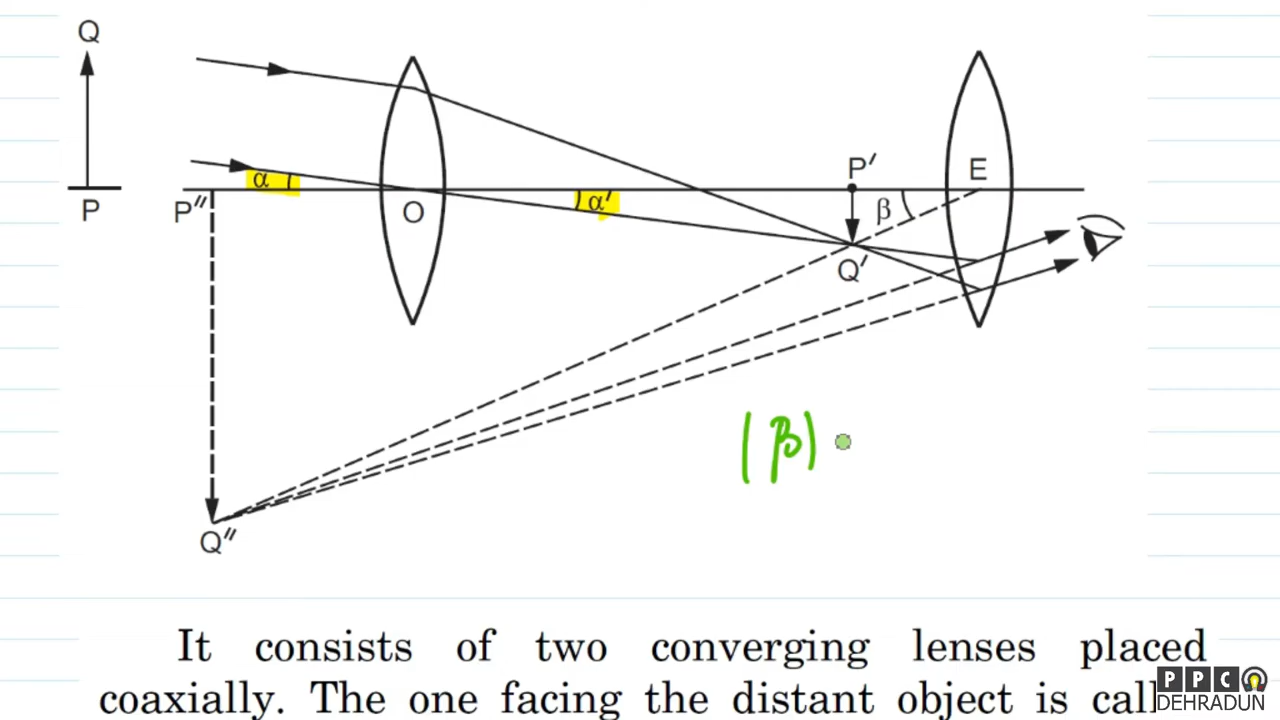 Q
P′
E
α
α′
β
P″
P
O
Q′
(β)
Q″
It consists of two converging lenses placed
coaxially. The one facing the distant object is call
PPC
DEHRADUN